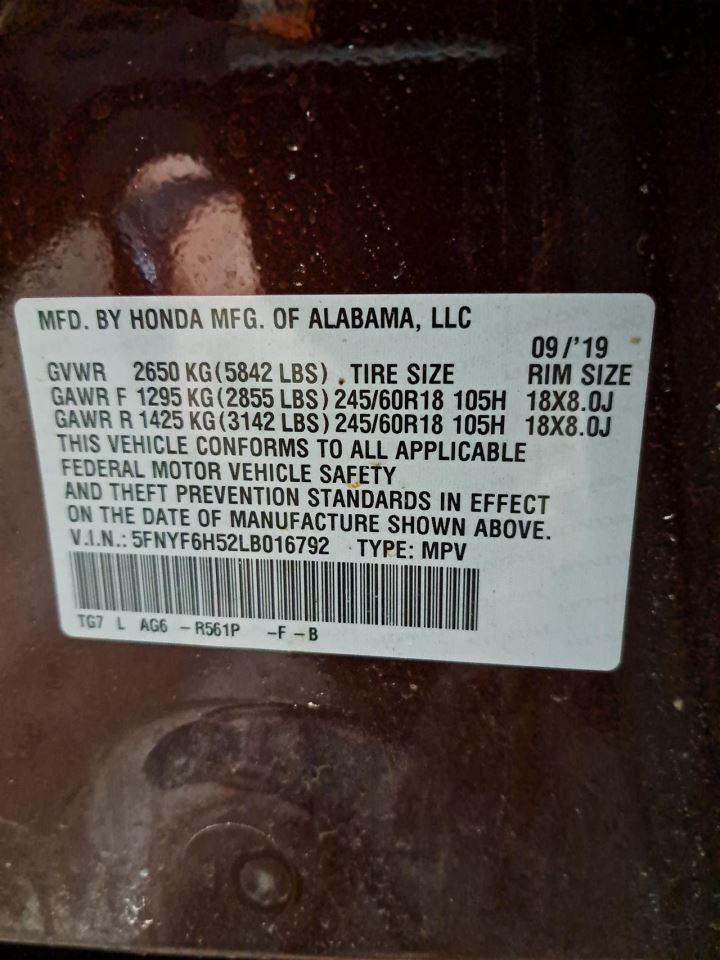 MFD. BY HONDA MFG. OF ALABAMA, LLC
09/'19
GVWR 2650 KG(5842 LBS) TIRE SIZE RIM SIZE
GAWR F 1295 KG(2855 LBS)245/60R18 105H 18X8.0J
GAWR R 1425 KG(3142 LBS)245/60R18 105H 18X8.0J
THIS VEHICLE CONFORMS TO ALL APPLICABLE
FEDERAL MOTOR VEHICLE SAFETY
AND THEFT PREVENTION STANDARDS IN EFFECT
ON THE DATE OF MANUFACTURE SHOWN ABOVE.
V.I.N.: 5FNYF6H52LB016792 TYPE: MPV
TG7 L AG6 -R561P -F-B